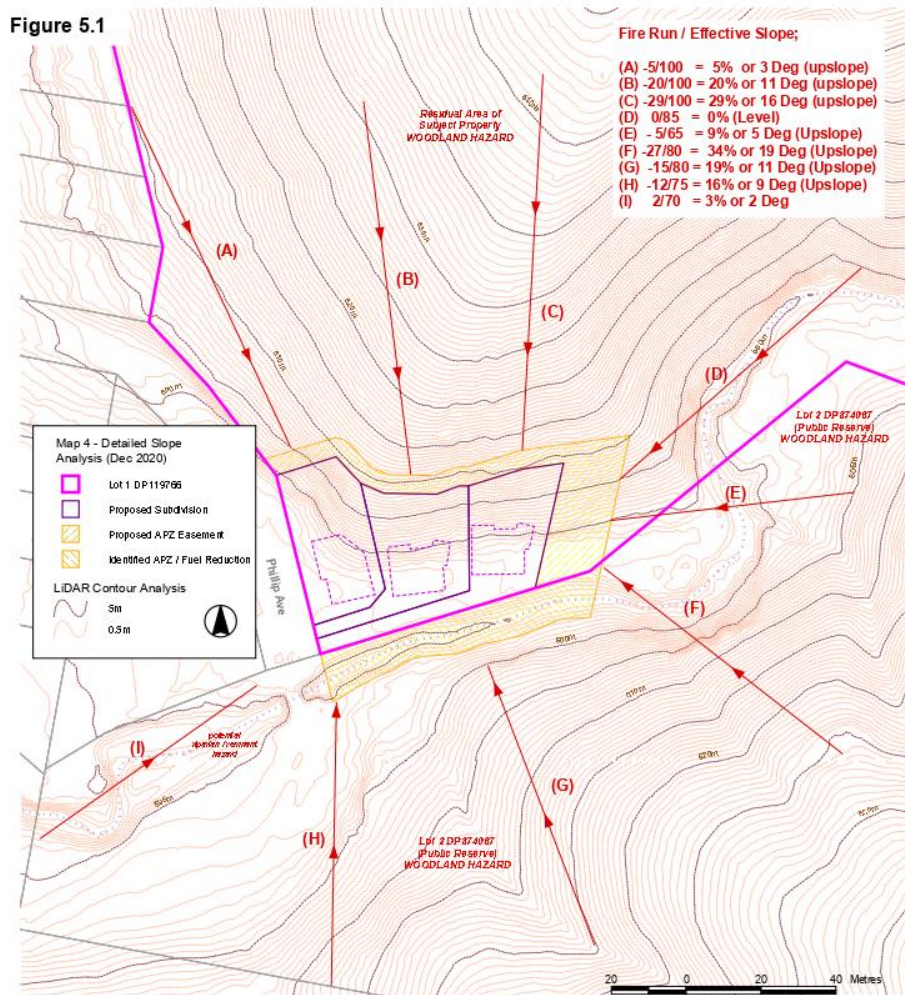 Figure 5.1
Fire Run / Effective Slope;
(A) -5/100 = 5% or 3 Deg (upslope)
(B) -20/100 = 20% or 11 Deg (upslope)
(C) -29/100 = 29% or 16 Deg (upslope)
(D) 0/85 = 0% (Level)
(E) - 5/65 = 9% or 5 Deg (Upslope)
(F) -27/80 = 34% or 19 Deg (Upslope)
(G) -15/80 = 19% or 11 Deg (Upslope)
(H) -12/75 = 16% or 9 Deg (Upslope)
(I) 2/70 = 3% or 2 Deg
Residual Area of
Subject Property
WOODLAND HAZARD
(A)
(B)
(C)
(D)
Lot 2 DP874067
(Public Reserve)
WOODLAND HAZARD
(E)
(F)
Map 4 - Detailed Slope
Analysis (Dec 2020)
Lot 1 DP119766
Proposed Subdivision
Proposed APZ Easement
Identified APZ / Fuel Reduction
LiDAR Contour Analysis
5m
0.5m
Phillip Ave
potential
riparian / remnant
hazard
(I)
(G)
(H)
Lot 2 DP874067
(Public Reserve)
WOODLAND HAZARD
620m
610m
600m
20 0 20 40 Metres